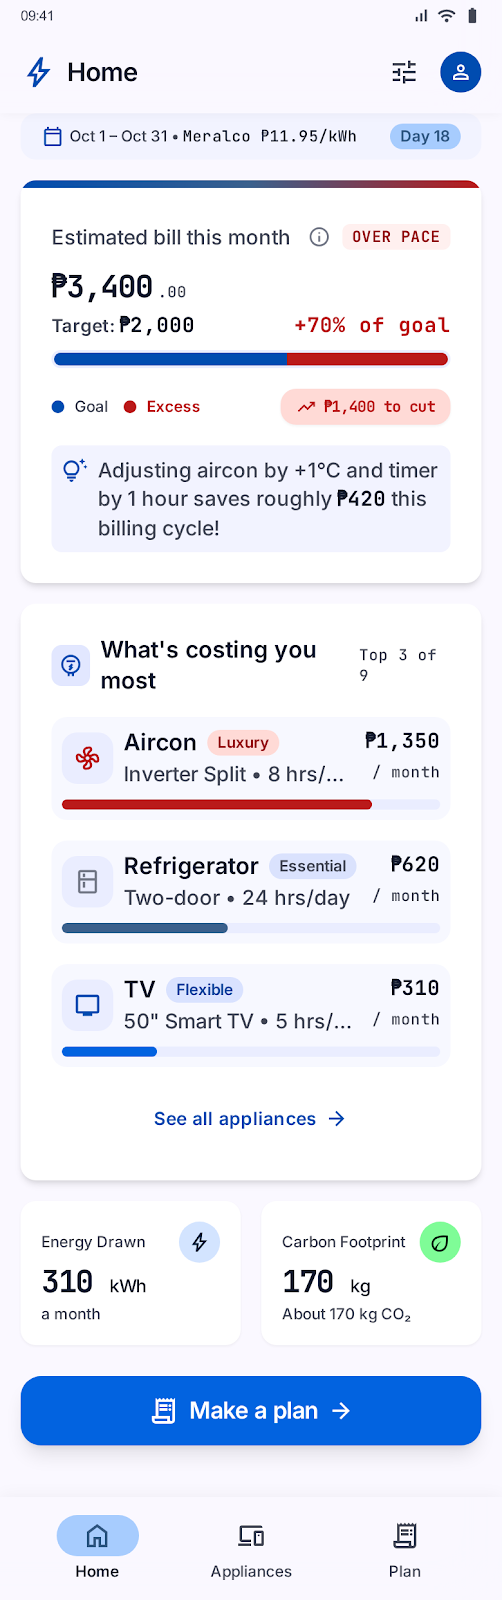 09:41
Home
Oct 1 – Oct 31 • Meralco ₱11.95/kWh Day 18
Estimated bill this month OVER PACE
₱3,400.00
Target: ₱2,000 +70% of goal
Goal Excess ₱1,400 to cut
Adjusting aircon by +1°C and timer
by 1 hour saves roughly ₱420 this
billing cycle!
What's costing you
most
Top 3 of
9
Aircon Luxury ₱1,350
Inverter Split • 8 hrs/... / month
Refrigerator Essential ₱620
Two-door • 24 hrs/day / month
TV Flexible ₱310
50" Smart TV • 5 hrs/... / month
See all appliances →
Energy Drawn
310 kWh
a month
Carbon Footprint
170 kg
About 170 kg CO₂
Make a plan →
Home Appliances Plan